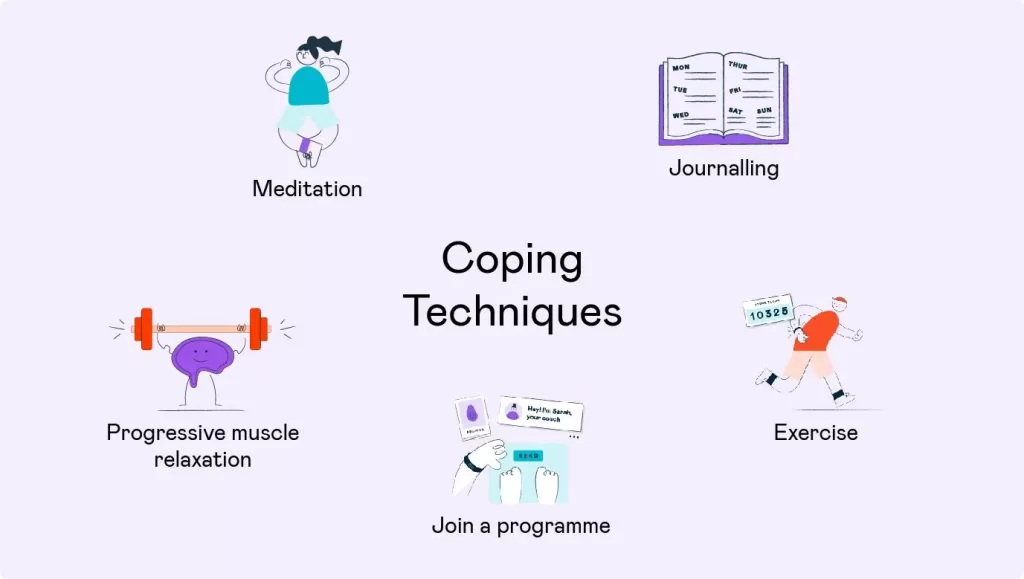 Meditation
MON
TUE
WED
THUR
FRI
SAT SUN
Journalling
Coping
Techniques
Progressive muscle
relaxation
Hey! I'm Sarah,
your coach
Join a programme
10325
Exercise